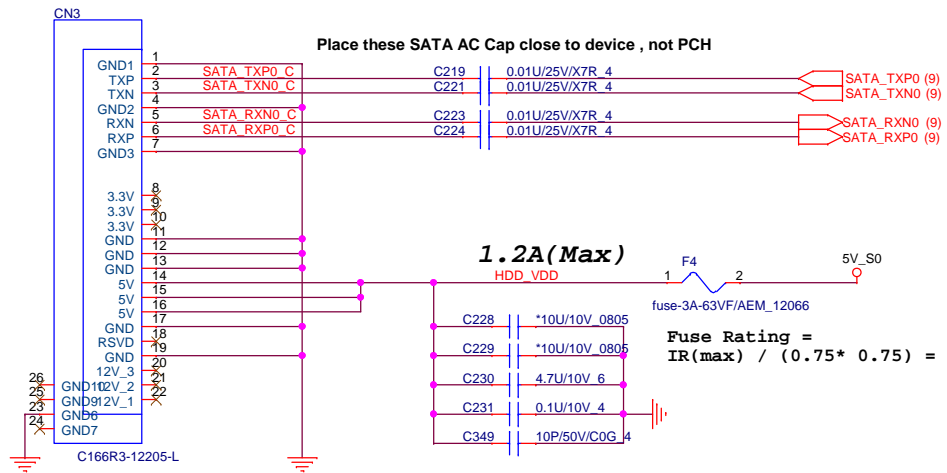 CN3
Place these SATA AC Cap close to device , not PCH
GND1 1
TXP 2 SATA_TXP0_C C219 0.01U/25V/X7R_4 SATA_TXP0 (9)
TXN 3 SATA_TXN0_C C221 0.01U/25V/X7R_4 SATA_TXN0 (9)
GND2 4
RXN 5 SATA_RXN0_C C223 0.01U/25V/X7R_4 SATA_RXN0 (9)
RXP 6 SATA_RXP0_C C224 0.01U/25V/X7R_4 SATA_RXP0 (9)
GND3 7
3.3V 8
3.3V 9
3.3V 10
GND 11
GND 12
GND 13
5V 14
5V 15
5V 16
GND 17
RSVD 18
GND 19
12V_3 20
12V_2 21
12V_1 22
26 GND10
25 GND9
23 GND6
24 GND7
C166R3-12205-L
1.2A(Max)
HDD_VDD
1 F4 2
5V_S0
fuse-3A-63VF/AEM_12066
Fuse Rating =
IR(max) / (0.75* 0.75) =
C228 *10U/10V_0805
C229 *10U/10V_0805
C230 4.7U/10V_6
C231 0.1U/10V_4
C349 10P/50V/C0G_4